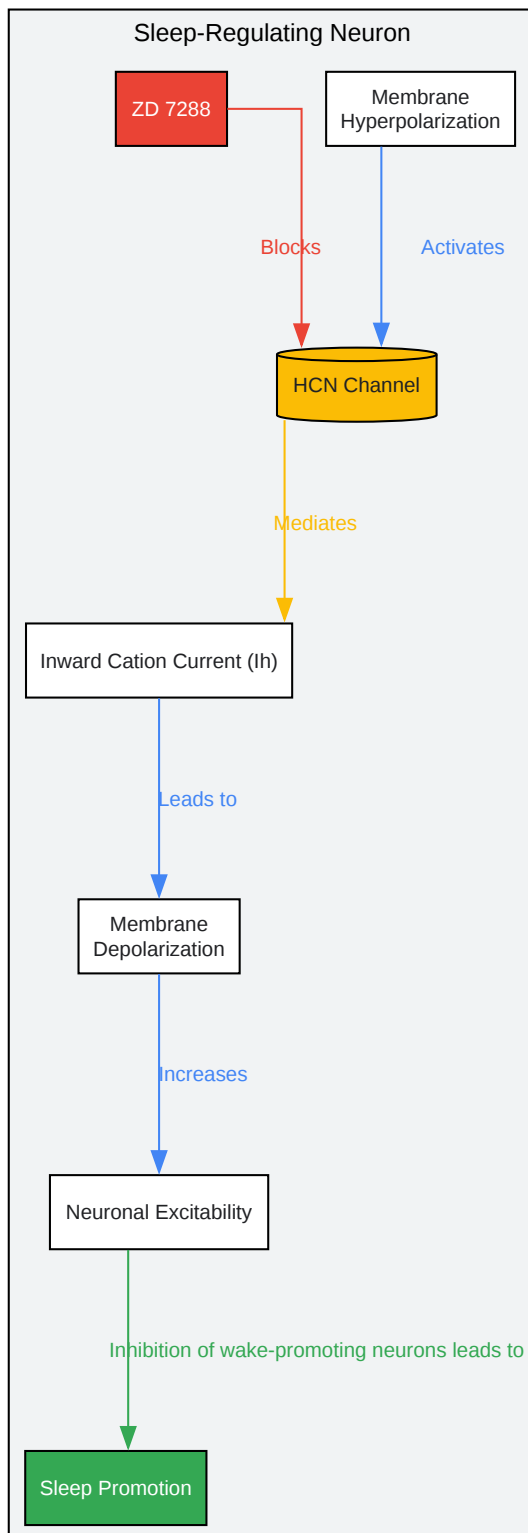 Sleep-Regulating Neuron
ZD 7288
Membrane
Hyperpolarization
Blocks
Activates
HCN Channel
Mediates
Inward Cation Current (Ih)
Leads to
Membrane
Depolarization
Increases
Neuronal Excitability
Inhibition of wake-promoting neurons leads to
Sleep Promotion